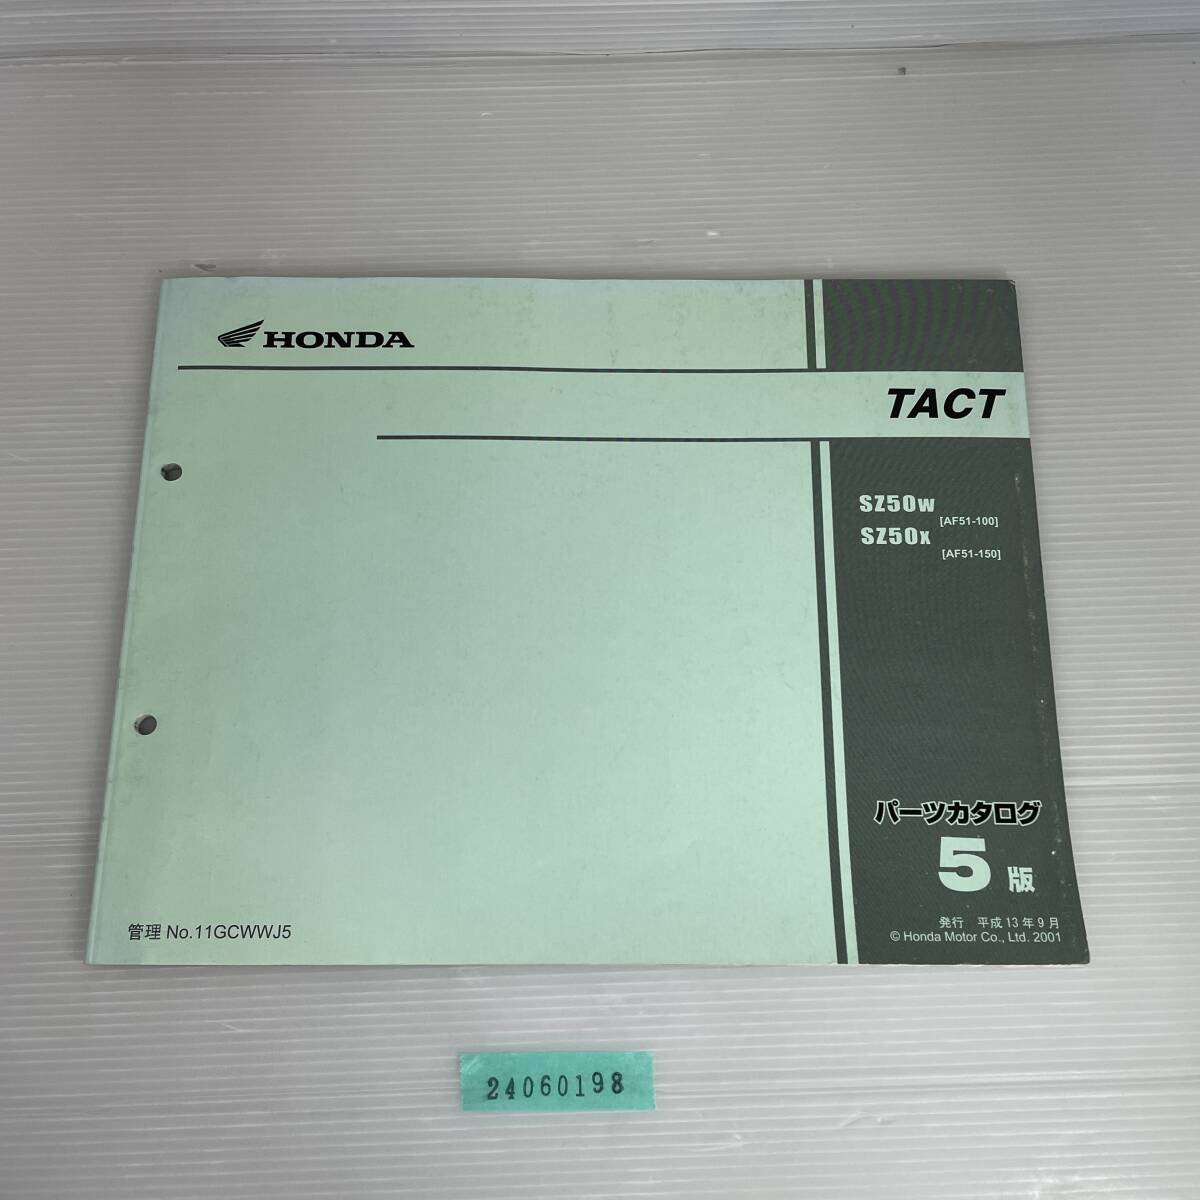 HONDA
TACT
SZ50W
[AF51-100]
SZ50X
[AF51-150]
パーツカタログ
5版
発行 平成13年9月
© Honda Motor Co., Ltd. 2001
管理 No.11GCWWJ5
24060198